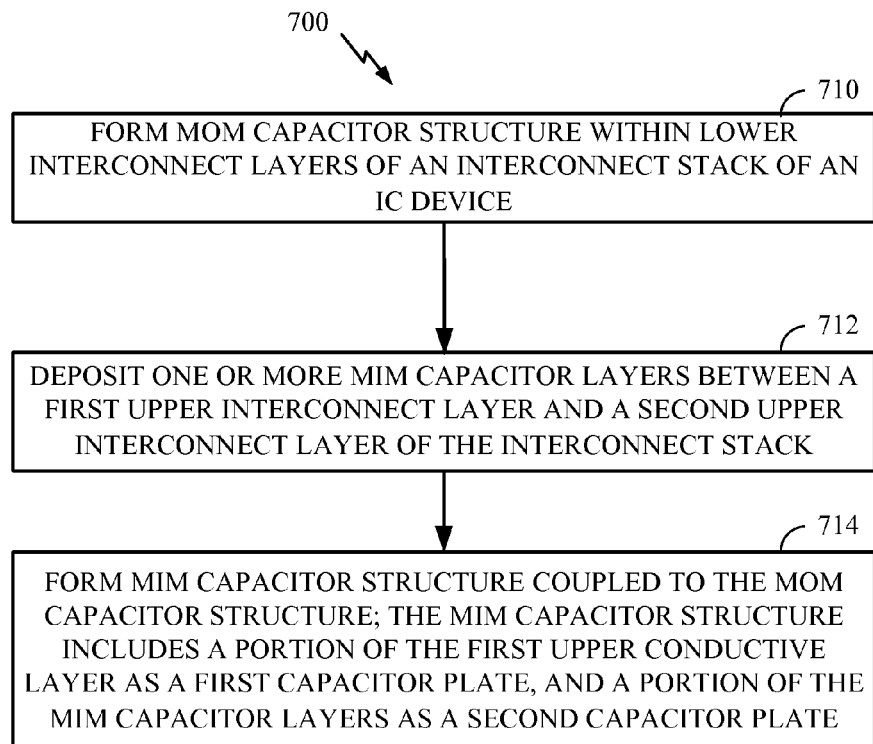 700
710
FORM MOM CAPACITOR STRUCTURE WITHIN LOWER
INTERCONNECT LAYERS OF AN INTERCONNECT STACK OF AN
IC DEVICE
712
DEPOSIT ONE OR MORE MIM CAPACITOR LAYERS BETWEEN A
FIRST UPPER INTERCONNECT LAYER AND A SECOND UPPER
INTERCONNECT LAYER OF THE INTERCONNECT STACK
714
FORM MIM CAPACITOR STRUCTURE COUPLED TO THE MOM
CAPACITOR STRUCTURE; THE MIM CAPACITOR STRUCTURE
INCLUDES A PORTION OF THE FIRST UPPER CONDUCTIVE
LAYER AS A FIRST CAPACITOR PLATE, AND A PORTION OF THE
MIM CAPACITOR LAYERS AS A SECOND CAPACITOR PLATE